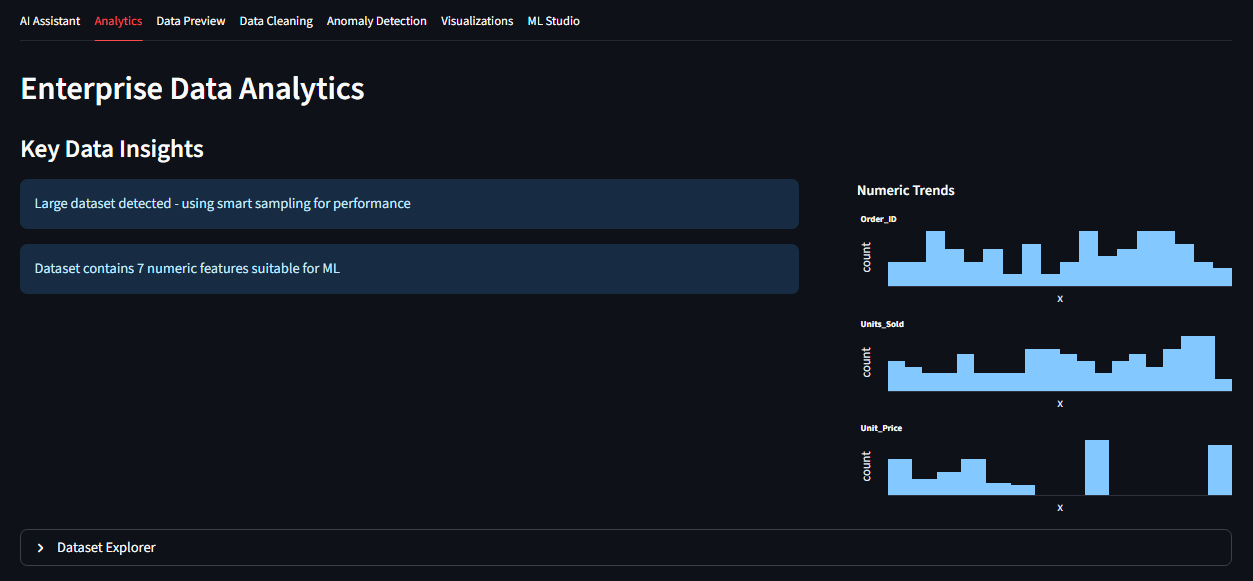 AI Assistant Analytics Data Preview Data Cleaning Anomaly Detection Visualizations ML Studio
Enterprise Data Analytics
Key Data Insights
Large dataset detected - using smart sampling for performance
Dataset contains 7 numeric features suitable for ML
Numeric Trends
Order_ID
count
x
Units_Sold
count
x
Unit_Price
count
x
Dataset Explorer